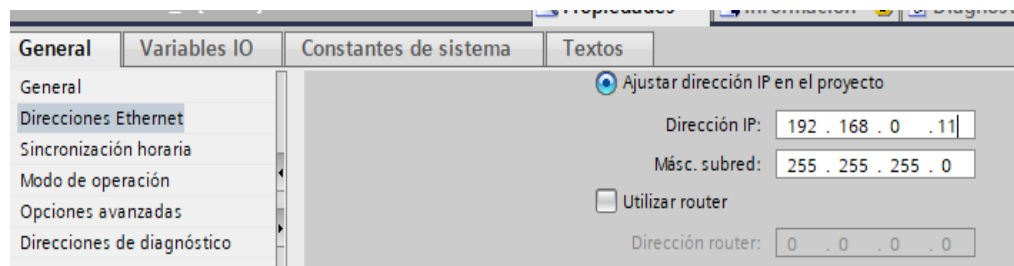 Propiedades
General Variables IO Constantes de sistema Textos
General
Direcciones Ethernet
Sincronización horaria
Modo de operación
Opciones avanzadas
Direcciones de diagnóstico
Ajustar dirección IP en el proyecto
Dirección IP: 192 . 168 . 0 . 11
Másc. subred: 255 . 255 . 255 . 0
Utilizar router
Dirección router: 0 . 0 . 0 . 0